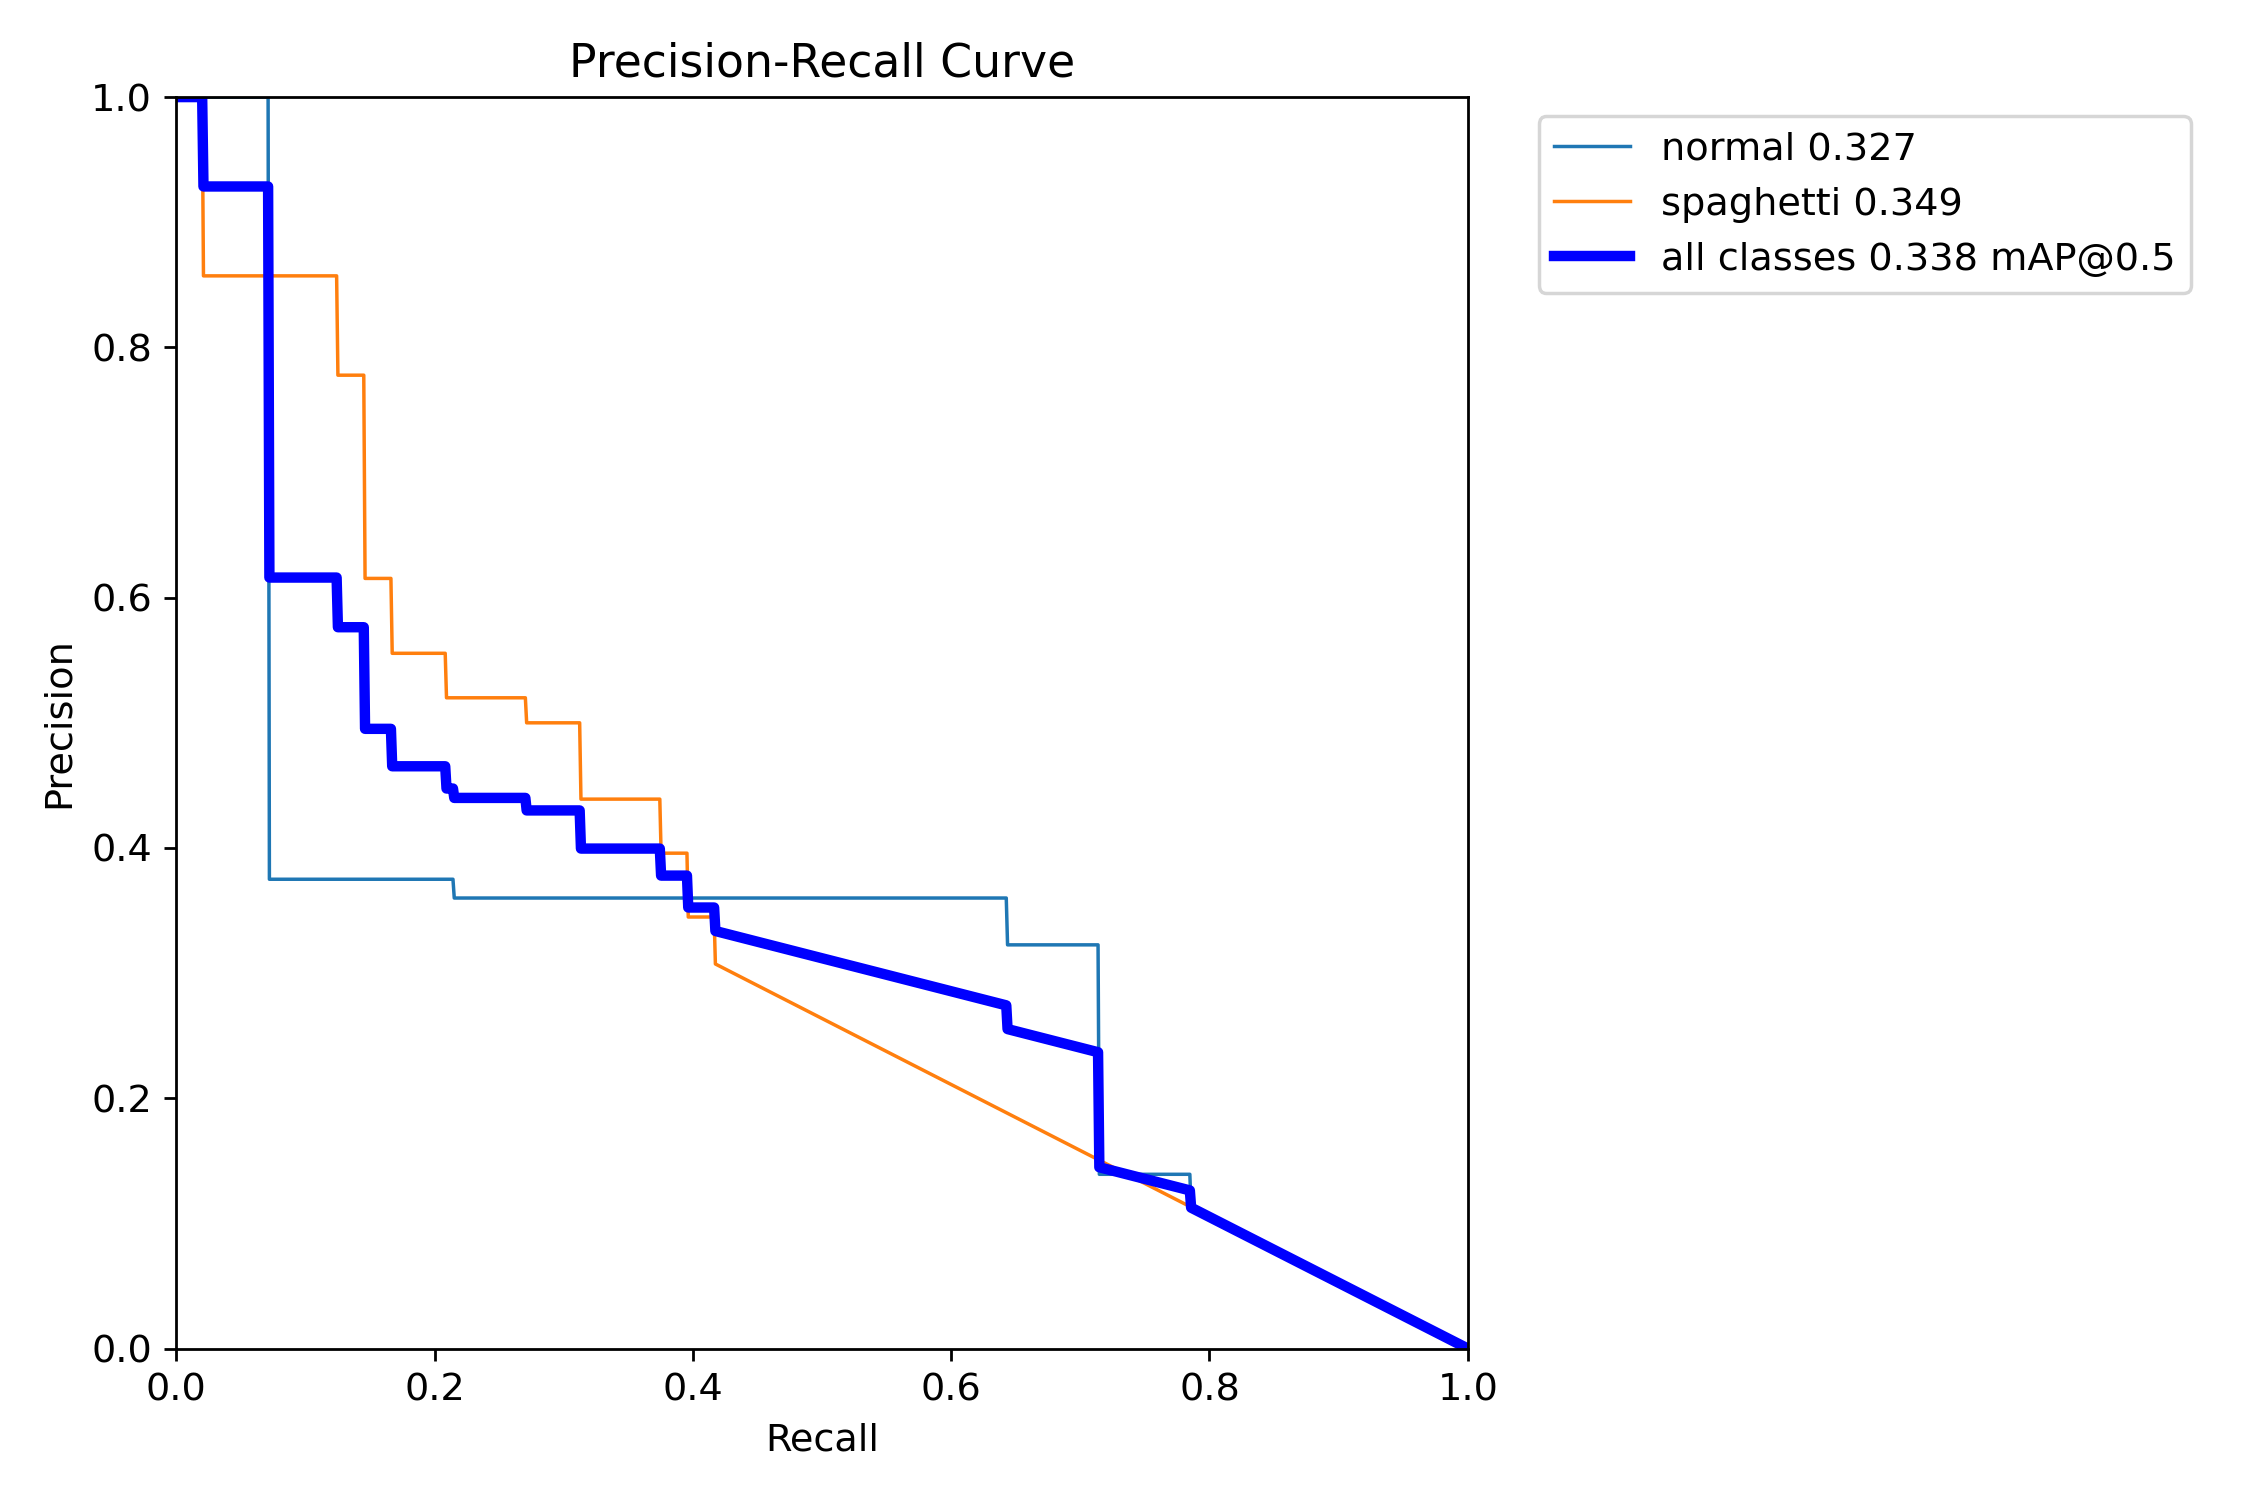 Precision-Recall Curve
1.0
0.8
0.6
0.4
0.2
0.0
Precision
0.0 0.2 0.4 0.6 0.8 1.0
Recall
normal 0.327
spaghetti 0.349
all classes 0.338 mAP@0.5